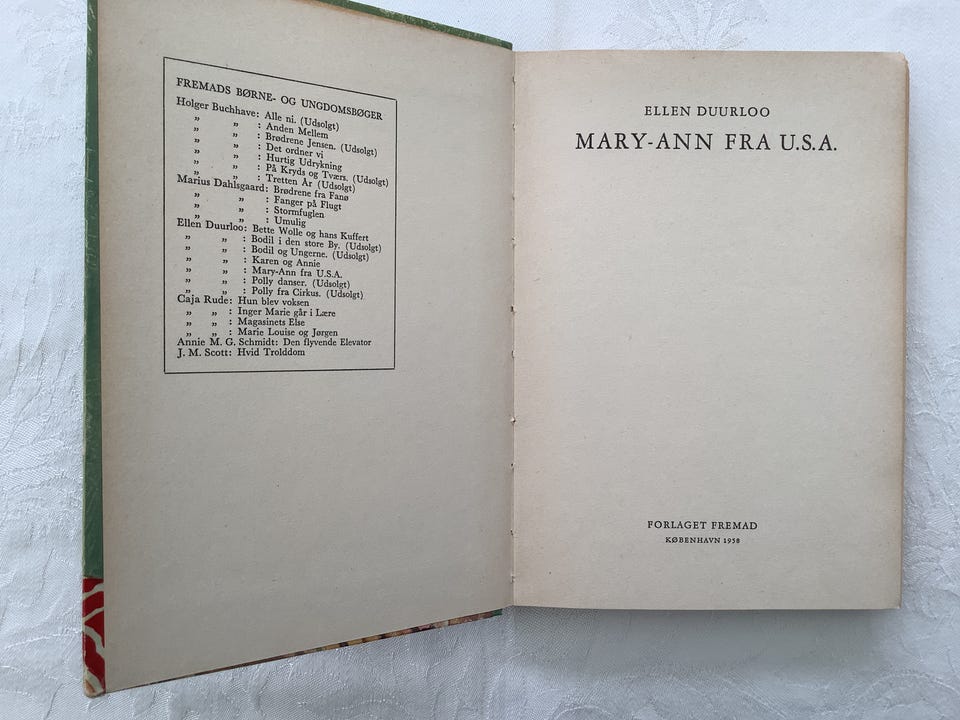 FREMADS BØRNE- OG UNGDOMSBØGER
Holger Buchhave: Alle ni. (Udsolgt)
„ „ : Anden Mellem
„ „ : Brødrene Jensen. (Udsolgt)
„ „ : Det ordner vi
„ „ : Hurtig Udrykning
„ „ : På Kryds og Tværs. (Udsolgt)
„ „ : Tretten År (Udsolgt)
Marius Dahlsgaard: Brødrene fra Fanø
„ „ : Fanger på Flugt
„ „ : Stormfuglen
„ „ : Umulig
Ellen Duurloo: Bette Wolle og hans Kuffert
„ „ : Bodil i den store By. (Udsolgt)
„ „ : Bodil og Ungerne. (Udsolgt)
„ „ : Karen og Annie
„ „ : Mary-Ann fra U.S.A.
„ „ : Polly danser. (Udsolgt)
„ „ : Polly fra Cirkus. (Udsolgt)
Caja Rude: Hun blev voksen
„ „ : Inger Marie går i Lære
„ „ : Magasinets Else
„ „ : Marie Louise og Jørgen
Annie M. G. Schmidt: Den flyvende Elevator
J. M. Scott: Hvid Trolddom
ELLEN DUURLOO
MARY-ANN FRA U.S.A.
FORLAGET FREMAD
KØBENHAVN 1958